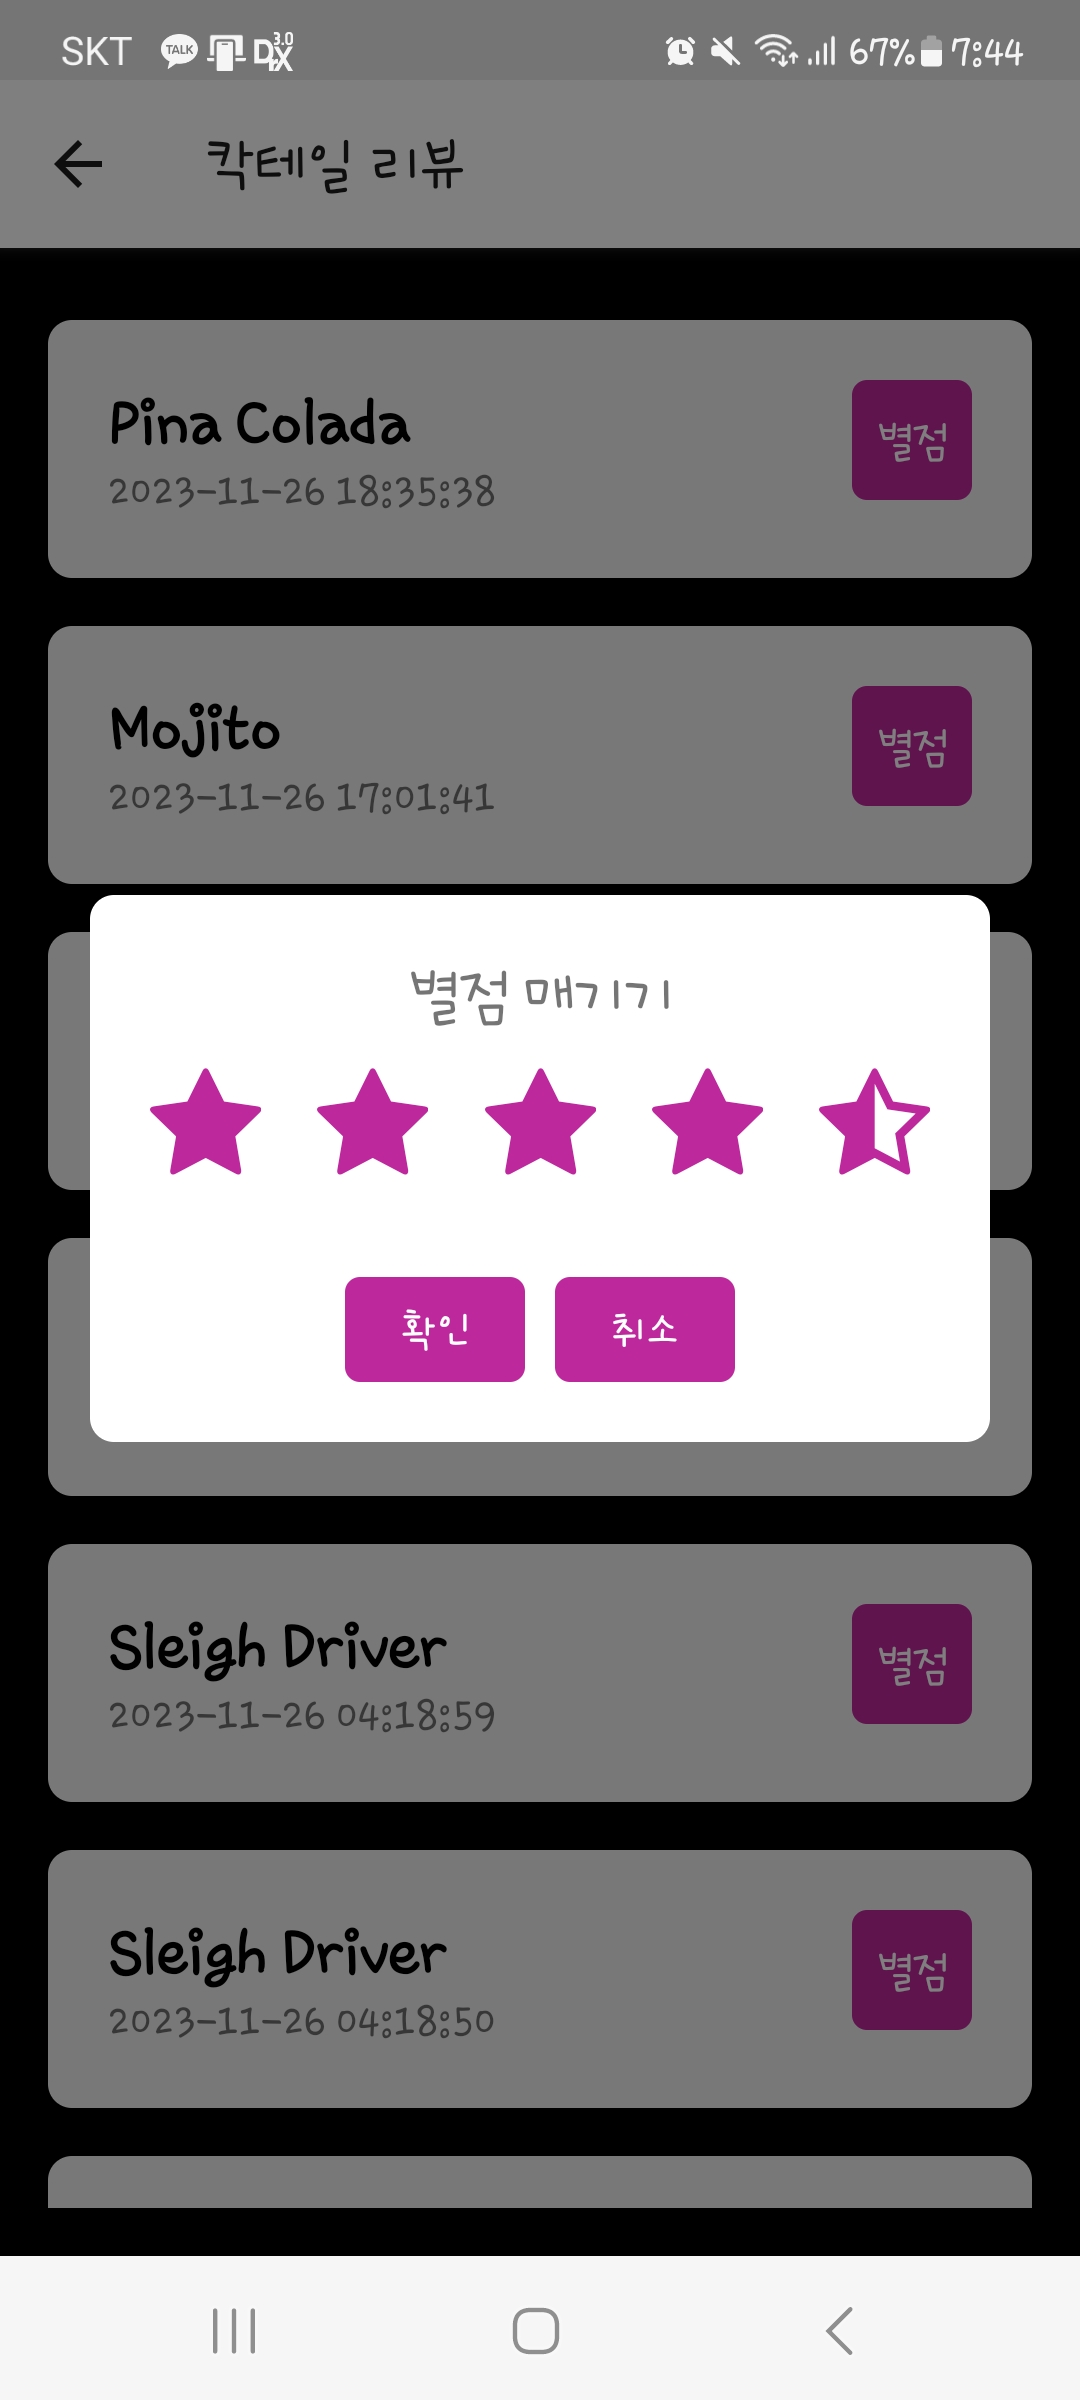 SKT TALK 3.0 DrX 67% 7:44
칵테일 리뷰
Pina Colada
별점
2023-11-26 18:35:38
Mojito
별점
2023-11-26 17:01:41
별점 매기기
확인 취소
Sleigh Driver
별점
2023-11-26 04:18:59
Sleigh Driver
별점
2023-11-26 04:18:50